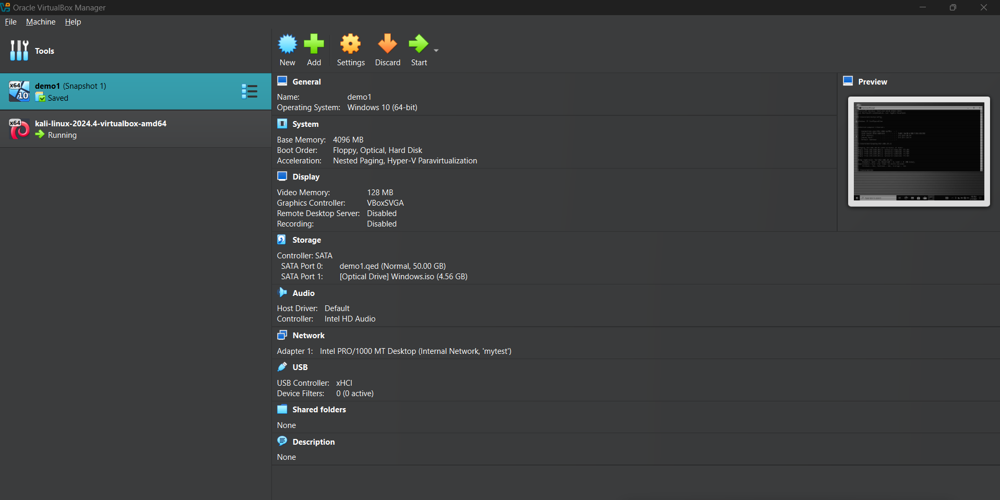 Oracle VirtualBox Manager
File Machine Help
Tools
New Add Settings Discard Start
x64 10 demo1 (Snapshot 1)
Saved
x64 kali-linux-2024.4-virtualbox-amd64
Running
General
Name: demo1
Operating System: Windows 10 (64-bit)
System
Base Memory: 4096 MB
Boot Order: Floppy, Optical, Hard Disk
Acceleration: Nested Paging, Hyper-V Paravirtualization
Display
Video Memory: 128 MB
Graphics Controller: VBoxSVGA
Remote Desktop Server: Disabled
Recording: Disabled
Storage
Controller: SATA
SATA Port 0: demo1.qed (Normal, 50.00 GB)
SATA Port 1: [Optical Drive] Windows.iso (4.56 GB)
Audio
Host Driver: Default
Controller: Intel HD Audio
Network
Adapter 1: Intel PRO/1000 MT Desktop (Internal Network, 'mytest')
USB
USB Controller: xHCI
Device Filters: 0 (0 active)
Shared folders
None
Description
None
Preview